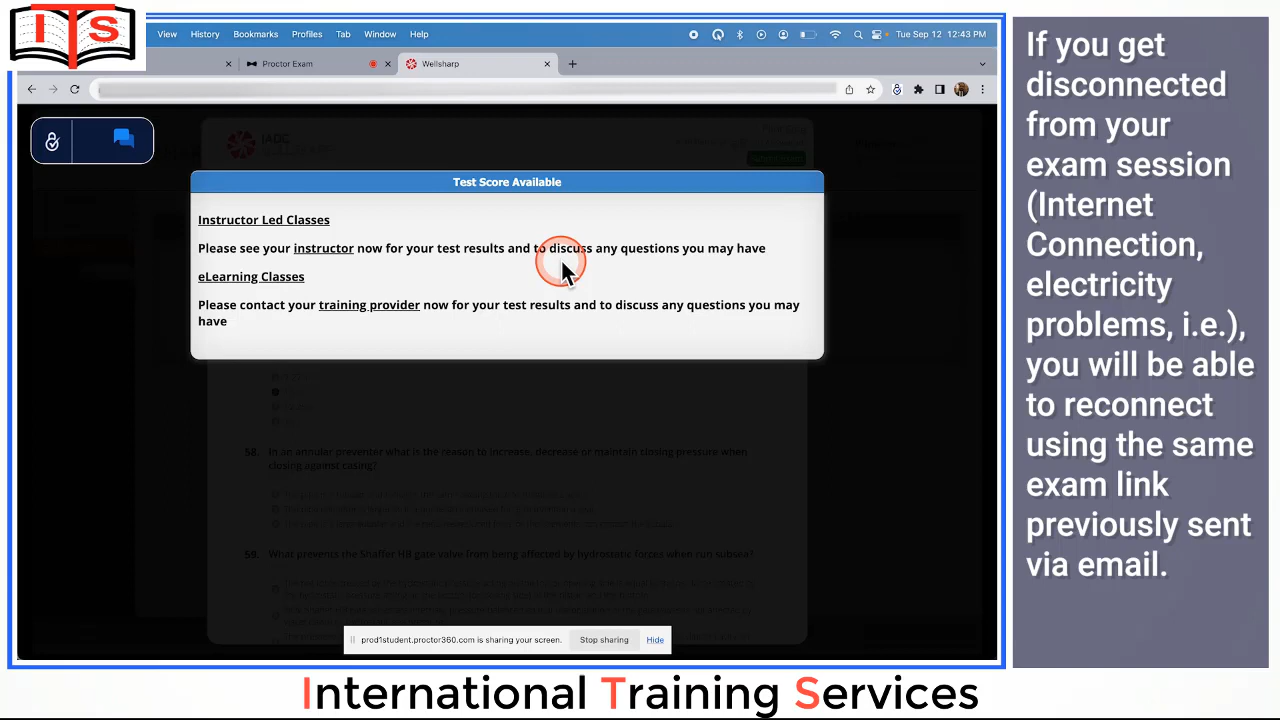 ITS
View History Bookmarks Profiles Tab Window Help
Tue Sep 12 12:43 PM
Proctor Exam
Wellsharp
IADC
WELLSHARP
Test Score Available
Instructor Led Classes
Please see your instructor now for your test results and to discuss any questions you may have
eLearning Classes
Please contact your training provider now for your test results and to discuss any questions you may
have
58. In an annular preventer what is the reason to increase, decrease or maintain closing pressure when
closing against casing?
59. What prevents the Shaffer HB gate valve from being affected by hydrostatic forces when run subsea?
prod1student.proctor360.com is sharing your screen. Stop sharing Hide
If you get
disconnected
from your
exam session
(Internet
Connection,
electricity
problems, i.e.),
you will be able
to reconnect
using the same
exam link
previously sent
via email.
International Training Services